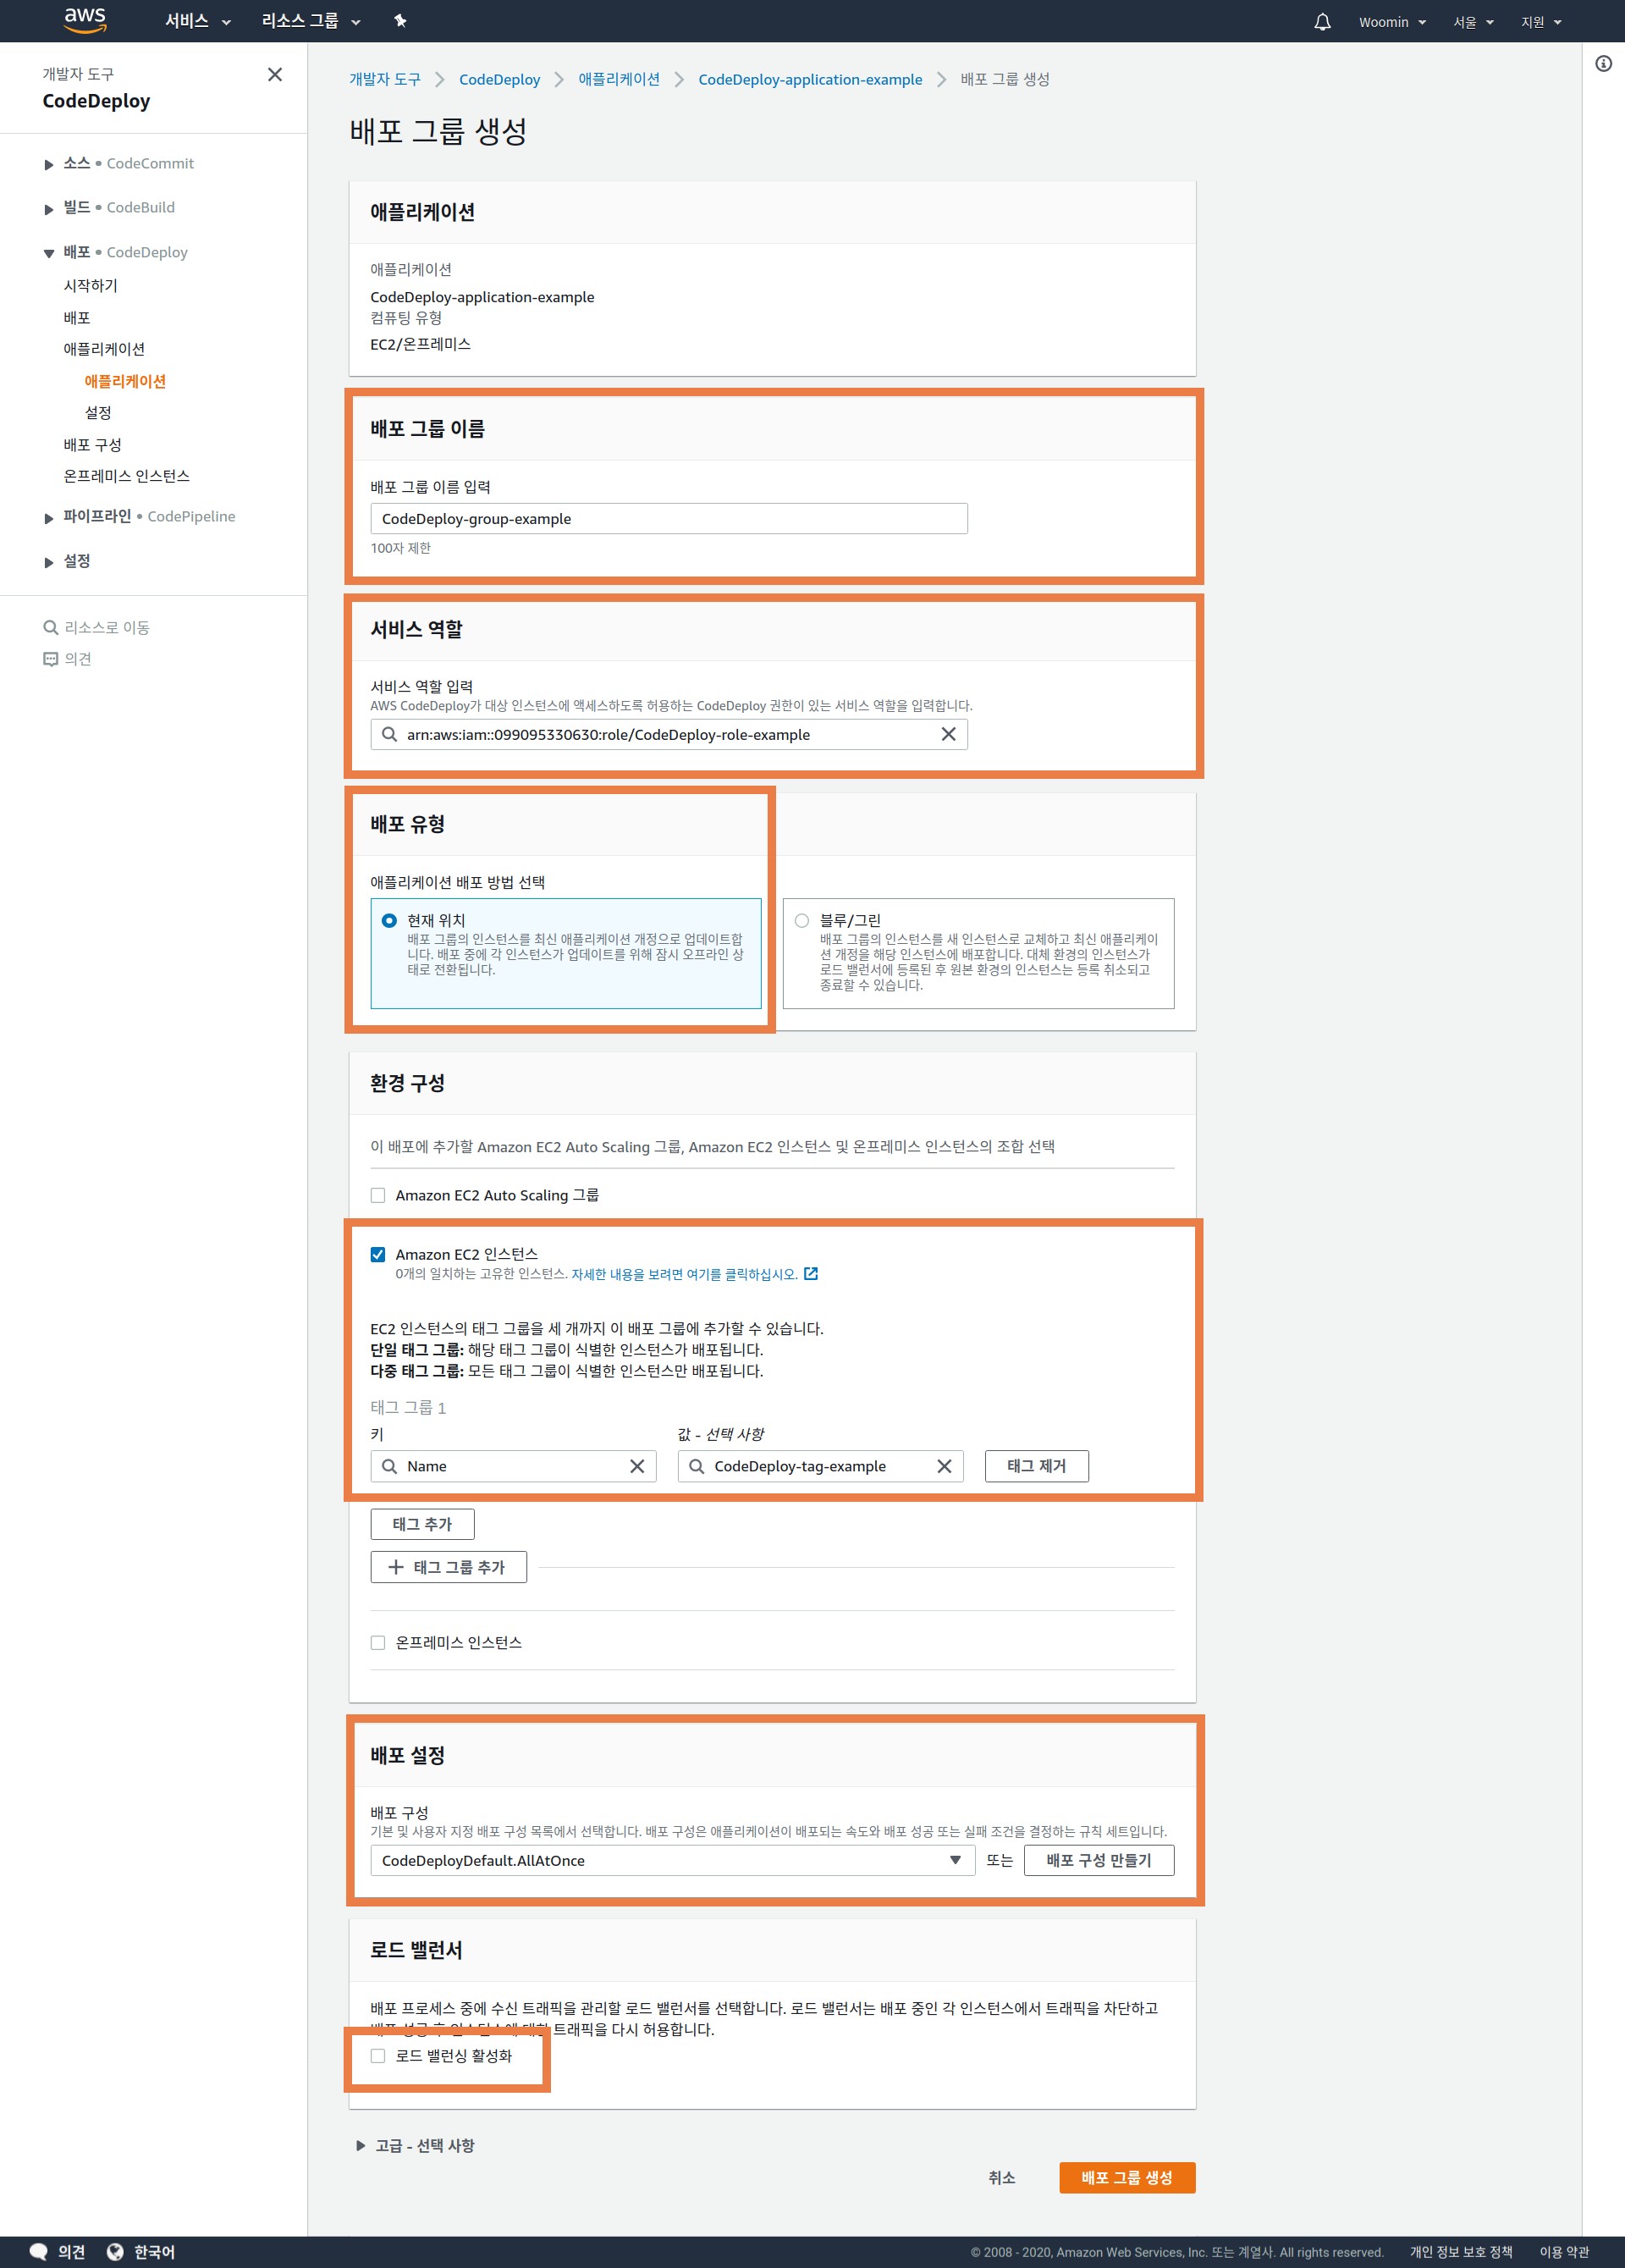 aws
서비스
리소스 그룹
Woomin
서울
지원
개발자 도구
CodeDeploy
소스 • CodeCommit
빌드 • CodeBuild
배포 • CodeDeploy
시작하기
배포
애플리케이션
애플리케이션
설정
배포 구성
온프레미스 인스턴스
파이프라인 • CodePipeline
설정
리소스로 이동
의견
개발자 도구 > CodeDeploy > 애플리케이션 > CodeDeploy-application-example > 배포 그룹 생성
배포 그룹 생성
애플리케이션
애플리케이션
CodeDeploy-application-example
컴퓨팅 유형
EC2/온프레미스
배포 그룹 이름
배포 그룹 이름 입력
CodeDeploy-group-example
100자 제한
서비스 역할
서비스 역할 입력
AWS CodeDeploy가 대상 인스턴스에 액세스하도록 허용하는 CodeDeploy 권한이 있는 서비스 역할을 입력합니다.
arn:aws:iam::099095330630:role/CodeDeploy-role-example
배포 유형
애플리케이션 배포 방법 선택
현재 위치
배포 그룹의 인스턴스를 최신 애플리케이션 개정으로 업데이트합
니다. 배포 중에 각 인스턴스가 업데이트를 위해 잠시 오프라인 상
태로 전환됩니다.
블루/그린
배포 그룹의 인스턴스를 새 인스턴스로 교체하고 최신 애플리케이
션 개정을 해당 인스턴스에 배포합니다. 대체 환경의 인스턴스가
로드 밸런서에 등록된 후 원본 환경의 인스턴스는 등록 취소되고
종료할 수 있습니다.
환경 구성
이 배포에 추가할 Amazon EC2 Auto Scaling 그룹, Amazon EC2 인스턴스 및 온프레미스 인스턴스의 조합 선택
Amazon EC2 Auto Scaling 그룹
Amazon EC2 인스턴스
0개의 일치하는 고유한 인스턴스. 자세한 내용을 보려면 여기를 클릭하십시오.
EC2 인스턴스의 태그 그룹을 세 개까지 이 배포 그룹에 추가할 수 있습니다.
단일 태그 그룹: 해당 태그 그룹이 식별한 인스턴스가 배포됩니다.
다중 태그 그룹: 모든 태그 그룹이 식별한 인스턴스만 배포됩니다.
태그 그룹 1
키
값 - 선택 사항
Name
CodeDeploy-tag-example
태그 제거
태그 추가
태그 그룹 추가
온프레미스 인스턴스
배포 설정
배포 구성
기본 및 사용자 지정 배포 구성 목록에서 선택합니다. 배포 구성은 애플리케이션이 배포되는 속도와 배포 성공 또는 실패 조건을 결정하는 규칙 세트입니다.
CodeDeployDefault.AllAtOnce
또는
배포 구성 만들기
로드 밸런서
배포 프로세스 중에 수신 트래픽을 관리할 로드 밸런서를 선택합니다. 로드 밸런서는 배포 중인 각 인스턴스에서 트래픽을 차단하고
트래픽을 다시 허용합니다.
로드 밸런싱 활성화
고급 - 선택 사항
취소
배포 그룹 생성
의견
한국어
© 2008 - 2020, Amazon Web Services, Inc. 또는 계열사. All rights reserved.
개인 정보 보호 정책
이용 약관